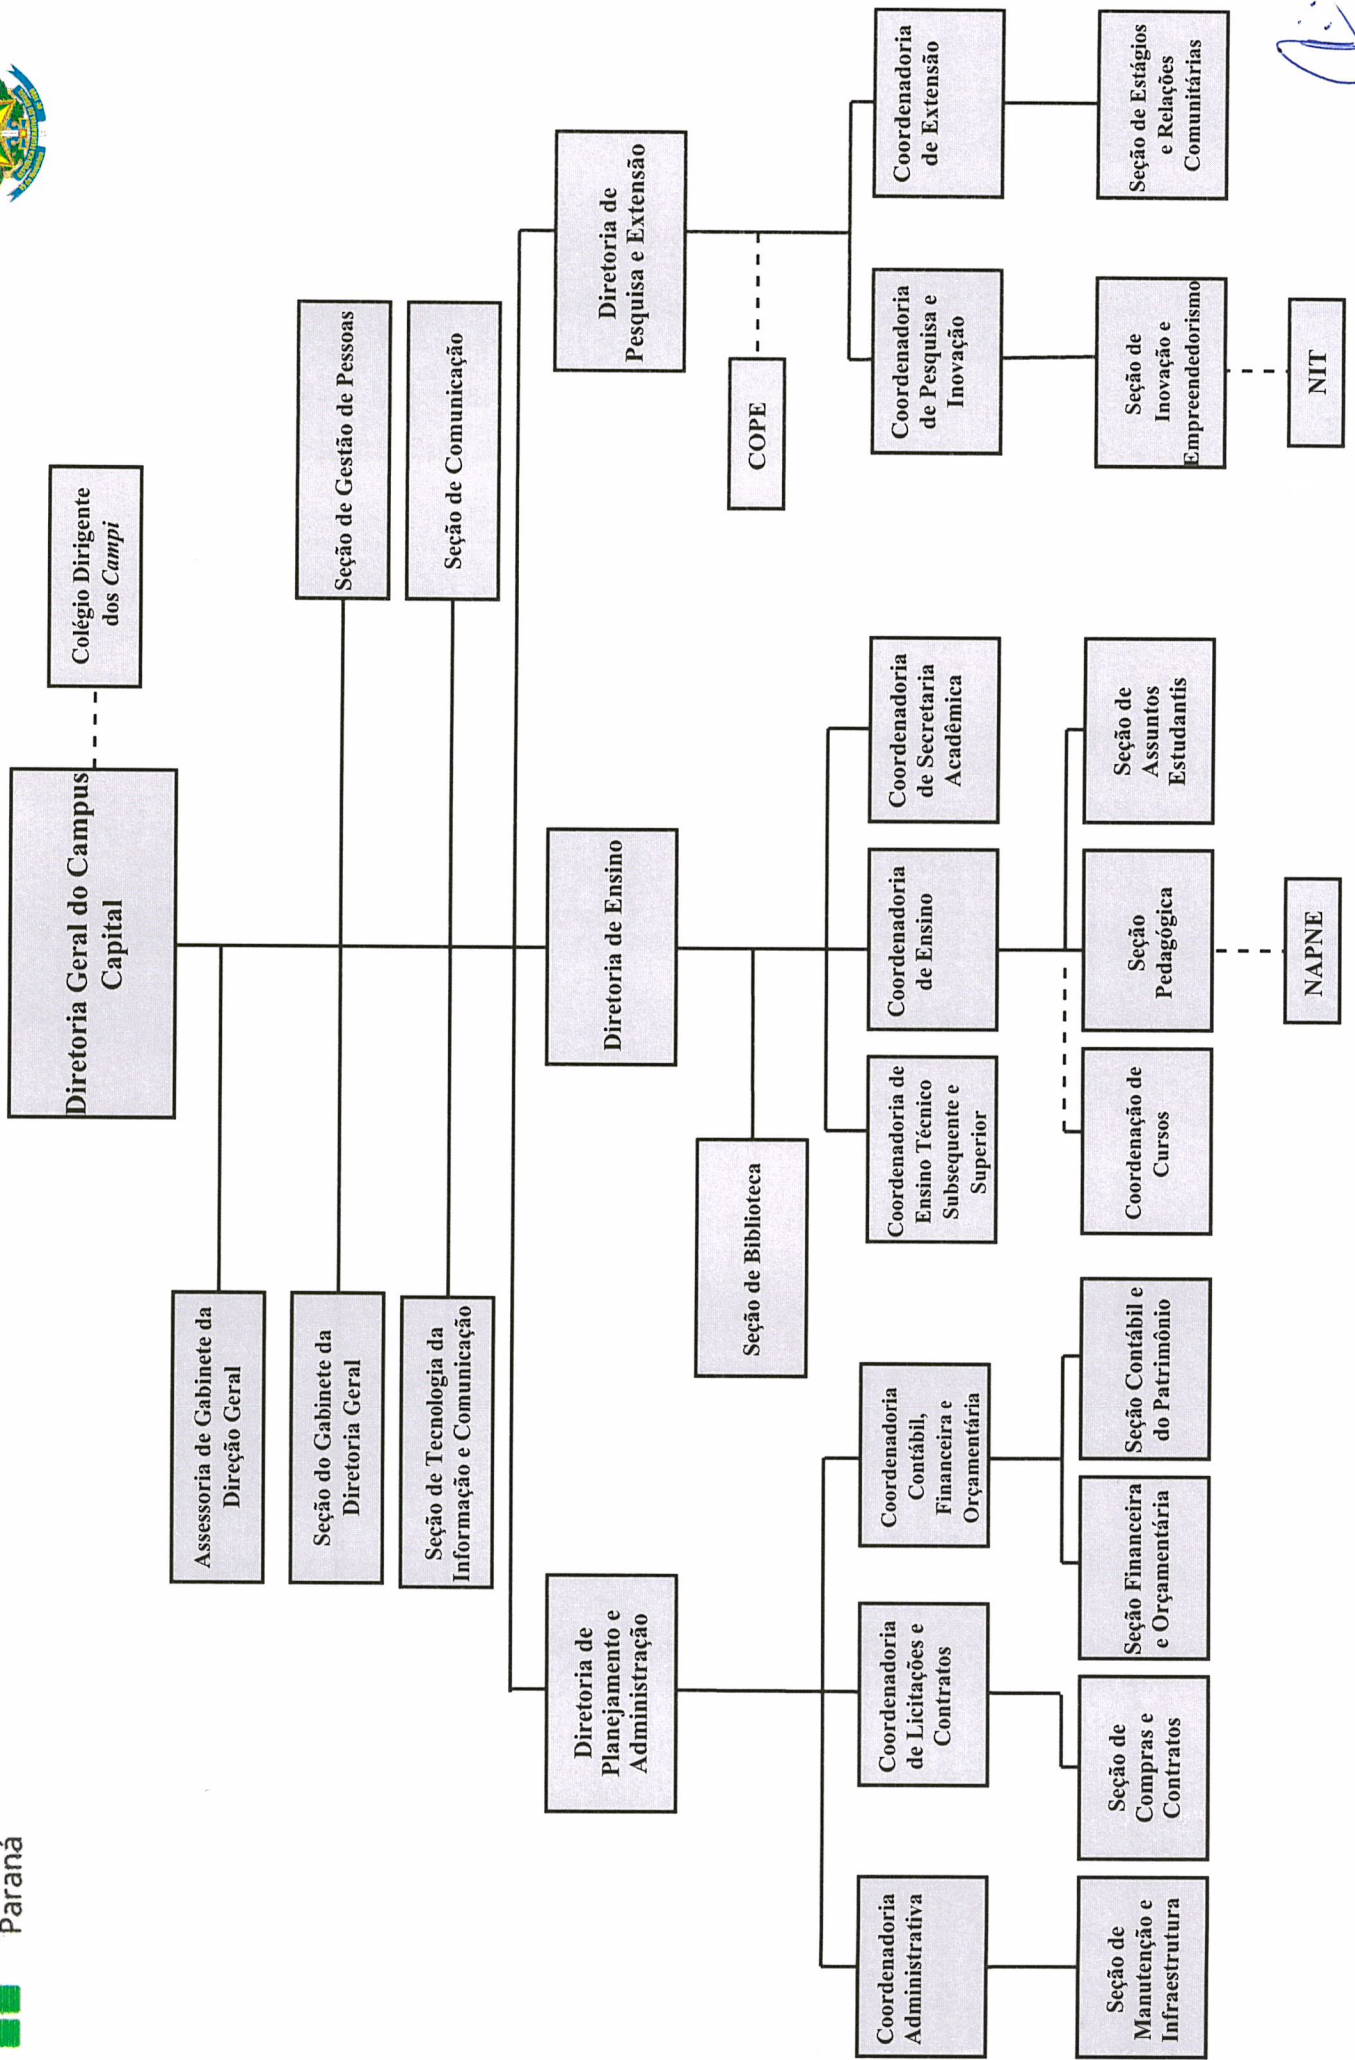 Paraná
Diretoria Geral do Campus
Capital
Colégio Dirigente
dos Campi
Assessoria de Gabinete da
Direção Geral
Seção do Gabinete da
Diretoria Geral
Seção de Gestão de Pessoas
Seção de Tecnologia da
Informação e Comunicação
Seção de Comunicação
Diretoria de
Planejamento e
Administração
Diretoria de Ensino
Diretoria de
Pesquisa e Extensão
Seção de Biblioteca
COPE
Coordenadoria
Administrativa
Coordenadoria
de Licitações e
Contratos
Coordenadoria
Contábil,
Financeira e
Orçamentária
Coordenadoria de
Ensino Técnico
Subsequente e
Superior
Coordenadoria
de Ensino
Coordenadoria
de Secretaria
Acadêmica
Coordenadoria
de Pesquisa e
Inovação
Coordenadoria
de Extensão
Seção de
Manutenção e
Infraestrutura
Seção de
Compras e
Contratos
Seção Financeira
e Orçamentária
Seção Contábil e
do Patrimônio
Coordenação de
Cursos
Seção
Pedagógica
Seção de
Assuntos
Estudantis
Seção de
Inovação e
Empreendedorismo
Seção de Estágios
e Relações
Comunitárias
NAPNE
NIT